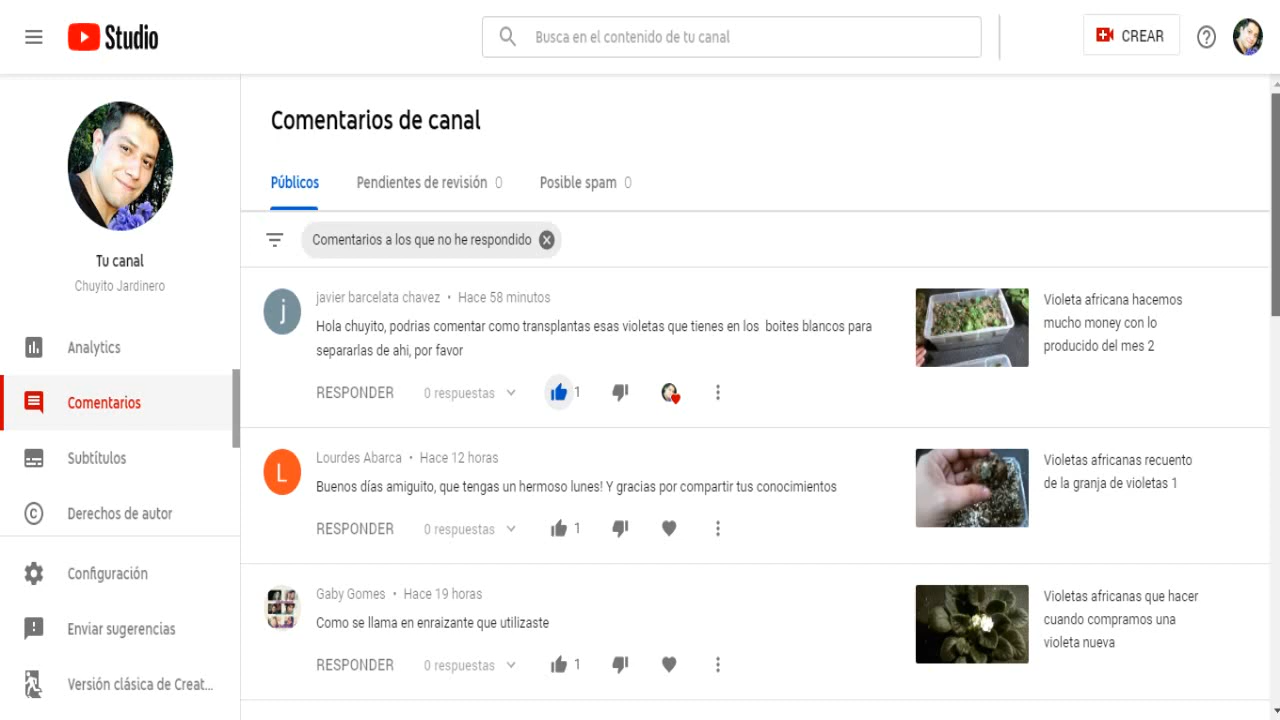 Studio
Busca en el contenido de tu canal
CREAR
Tu canal
Chuyito Jardinero
Analytics
Comentarios
Subtítulos
Derechos de autor
Configuración
Enviar sugerencias
Versión clásica de Creat...
Comentarios de canal
Públicos
Pendientes de revisión 0
Posible spam 0
Comentarios a los que no he respondido
j
javier barcelata chavez • Hace 58 minutos
Hola chuyito, podrias comentar como transplantas esas violetas que tienes en los boites blancos para
separarlas de ahi, por favor
RESPONDER 0 respuestas 1
Violeta africana hacemos
mucho money con lo
producido del mes 2
L
Lourdes Abarca • Hace 12 horas
Buenos días amiguito, que tengas un hermoso lunes! Y gracias por compartir tus conocimientos
RESPONDER 0 respuestas 1
Violetas africanas recuento
de la granja de violetas 1
Gaby Gomes • Hace 19 horas
Como se llama en enraizante que utilizaste
RESPONDER 0 respuestas 1
Violetas africanas que hacer
cuando compramos una
violeta nueva